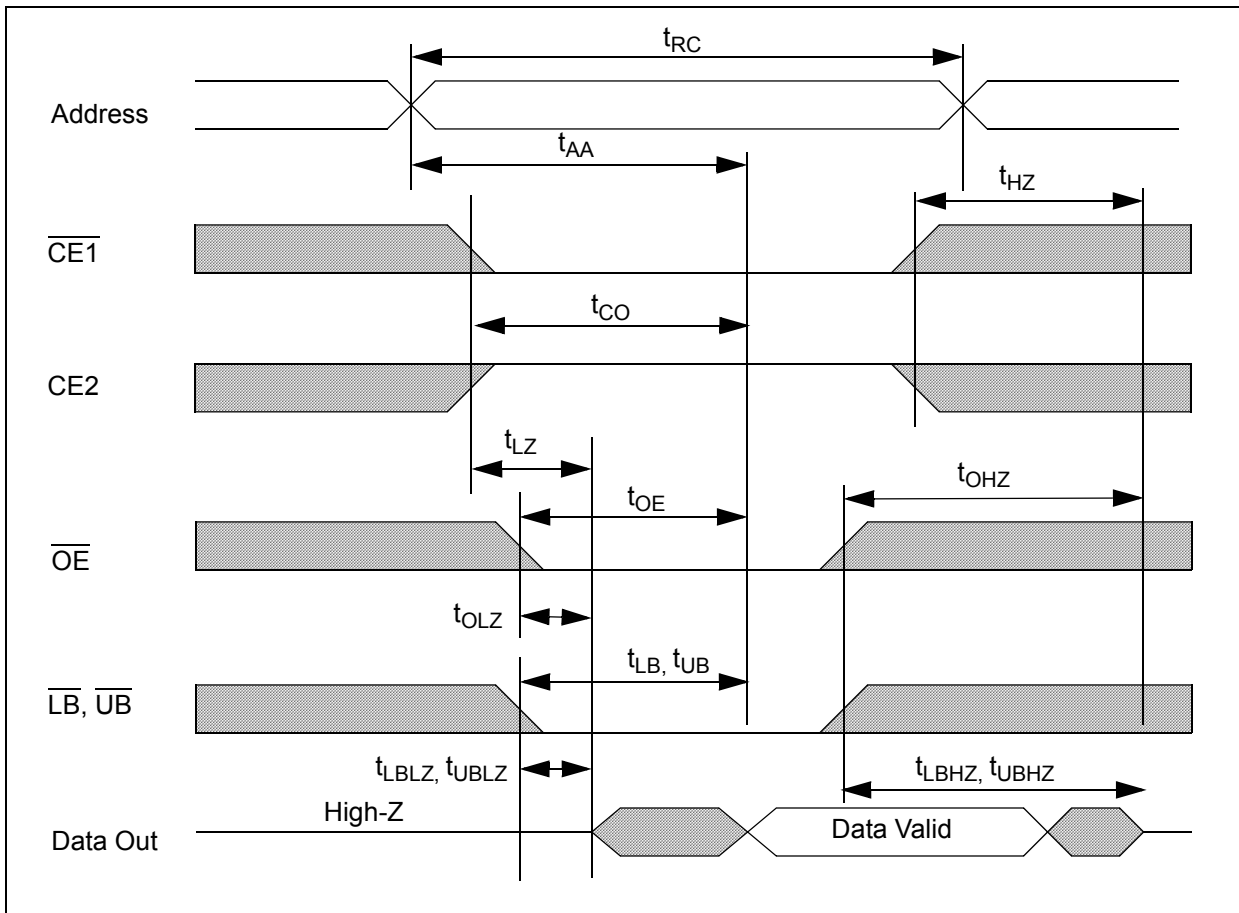 tRC
Address
tAA
tHZ
CE1
tCO
CE2
tLZ
tOHZ
tOE
OE
tOLZ
tLB, tUB
LB, UB
tLBLZ, tUBLZ
tLBHZ, tUBHZ
High-Z
Data Valid
Data Out